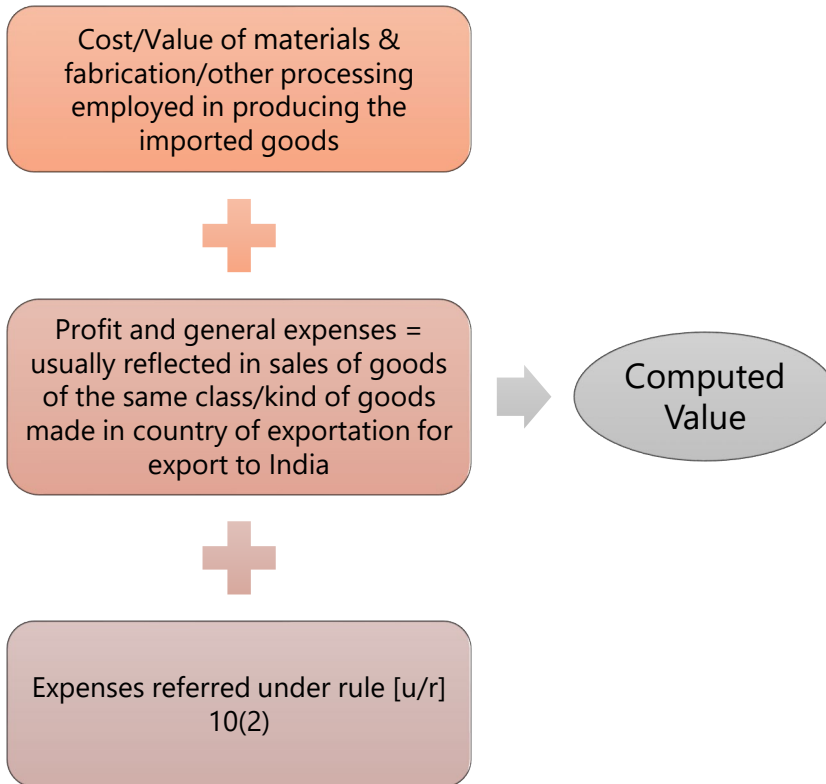 Cost/Value of materials &
fabrication/other processing
employed in producing the
imported goods
Profit and general expenses =
usually reflected in sales of goods
of the same class/kind of goods
made in country of exportation for
export to India
Computed
Value
Expenses referred under rule [u/r]
10(2)